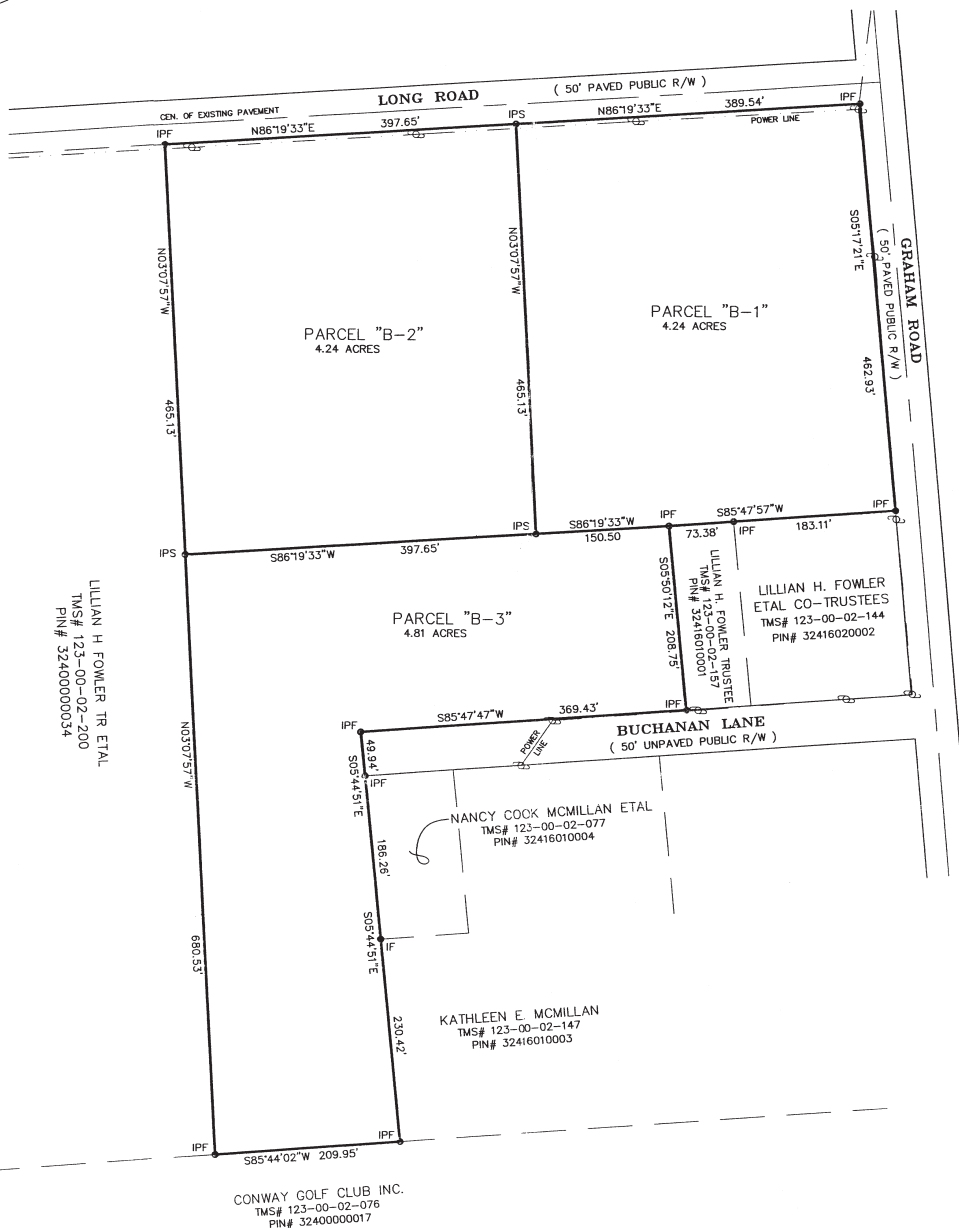 LONG ROAD
( 50' PAVED PUBLIC R/W )
CEN. OF EXISTING PAVEMENT
IPF
N86°19'33"E
397.65'
IPS
N86°19'33"E
389.54'
IPF
POWER LINE
N03°07'57"W
465.13'
PARCEL "B-2"
4.24 ACRES
N03°07'57"W
465.13'
PARCEL "B-1"
4.24 ACRES
S05°17'21"E
462.93'
GRAHAM ROAD
( 50' PAVED PUBLIC R/W )
IPS
S86°19'33"W
397.65'
IPS
S86°19'33"W
150.50
IPF
73.38'
S85°47'57"W
IPF
183.11'
IPF
LILLIAN H FOWLER TR ETAL
TMS# 123-00-02-200
PIN# 32400000034
PARCEL "B-3"
4.81 ACRES
S05°50'12"E 208.75'
LILLIAN H. FOWLER TRUSTEE
TMS# 123-00-02-157
PIN# 32416010001
LILLIAN H. FOWLER
ETAL CO-TRUSTEES
TMS# 123-00-02-144
PIN# 32416020002
IPF
S85°47'47"W
369.43'
IPF
BUCHANAN LANE
( 50' UNPAVED PUBLIC R/W )
POWER
LINE
49.94'
S05°44'51"E
IPF
N03°07'57"W
680.53'
NANCY COOK MCMILLAN ETAL
TMS# 123-00-02-077
PIN# 32416010004
186.26'
S05°44'51"E
IF
230.42'
KATHLEEN E. MCMILLAN
TMS# 123-00-02-147
PIN# 32416010003
IPF
S85°44'02"W 209.95'
IPF
CONWAY GOLF CLUB INC.
TMS# 123-00-02-076
PIN# 32400000017